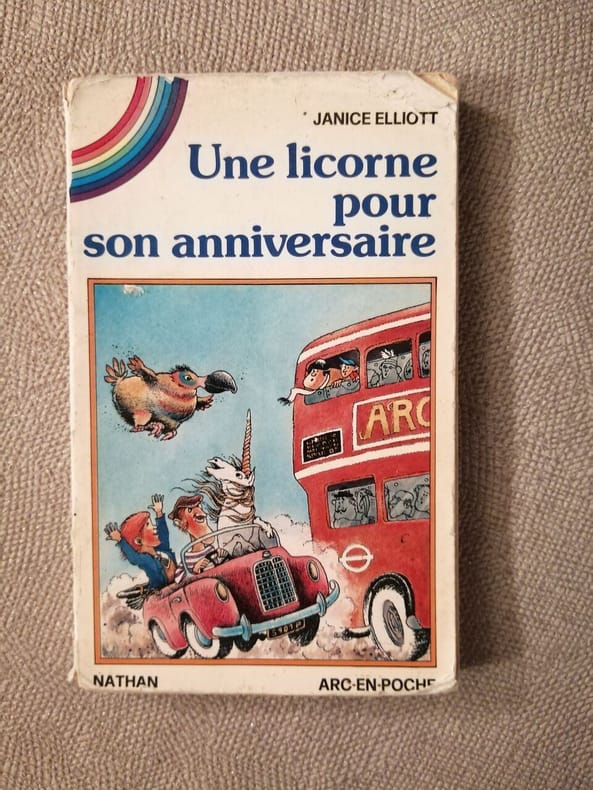 JANICE ELLIOTT
Une licorne
pour
son anniversaire
ARC
NATHAN
ARC-EN-POCHE